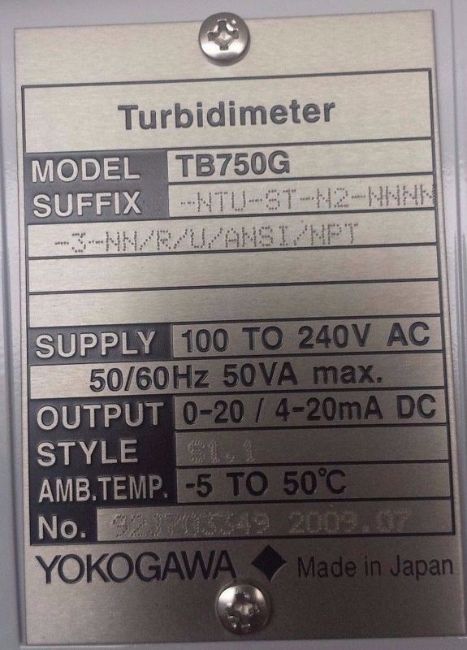 Turbidimeter
MODEL TB750G
SUFFIX -NTU-ST-N2-NNNN
-3-NN/R/U/ANSI/NPT
SUPPLY 100 TO 240V AC
50/60Hz 50VA max.
OUTPUT 0-20 / 4-20mA DC
STYLE S1.1
AMB.TEMP. -5 TO 50°C
No. 2009.07
YOKOGAWA ◆ Made in Japan